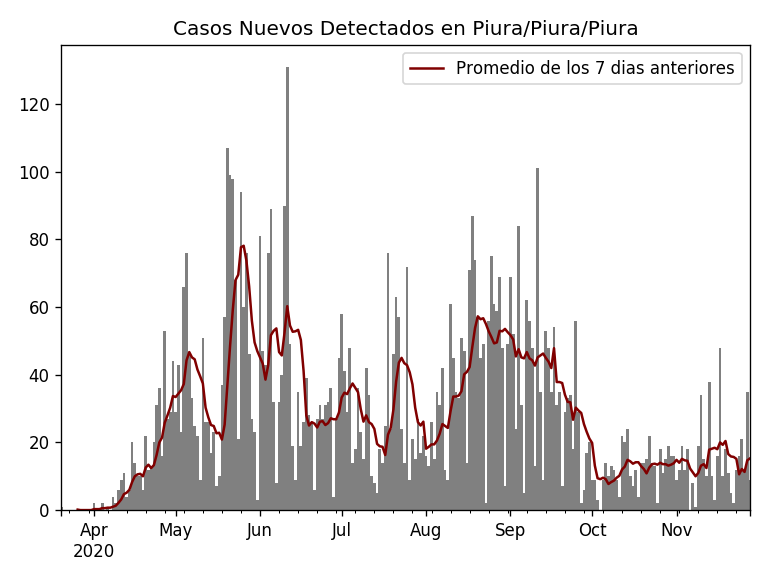 Casos Nuevos Detectados en Piura/Piura/Piura
Promedio de los 7 dias anteriores
120
100
80
60
40
20
0
Apr May Jun Jul Aug Sep Oct Nov
2020